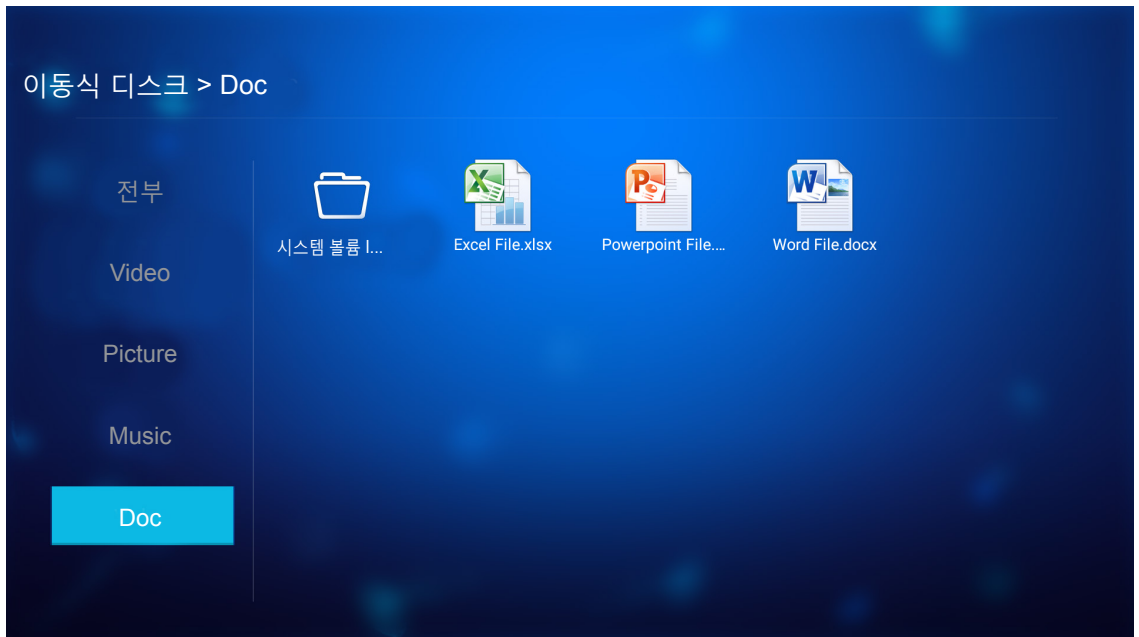 이동식 디스크 > Doc
전부
Video
Picture
Music
Doc
시스템 볼륨 I...
Excel File.xlsx
Powerpoint File....
Word File.docx